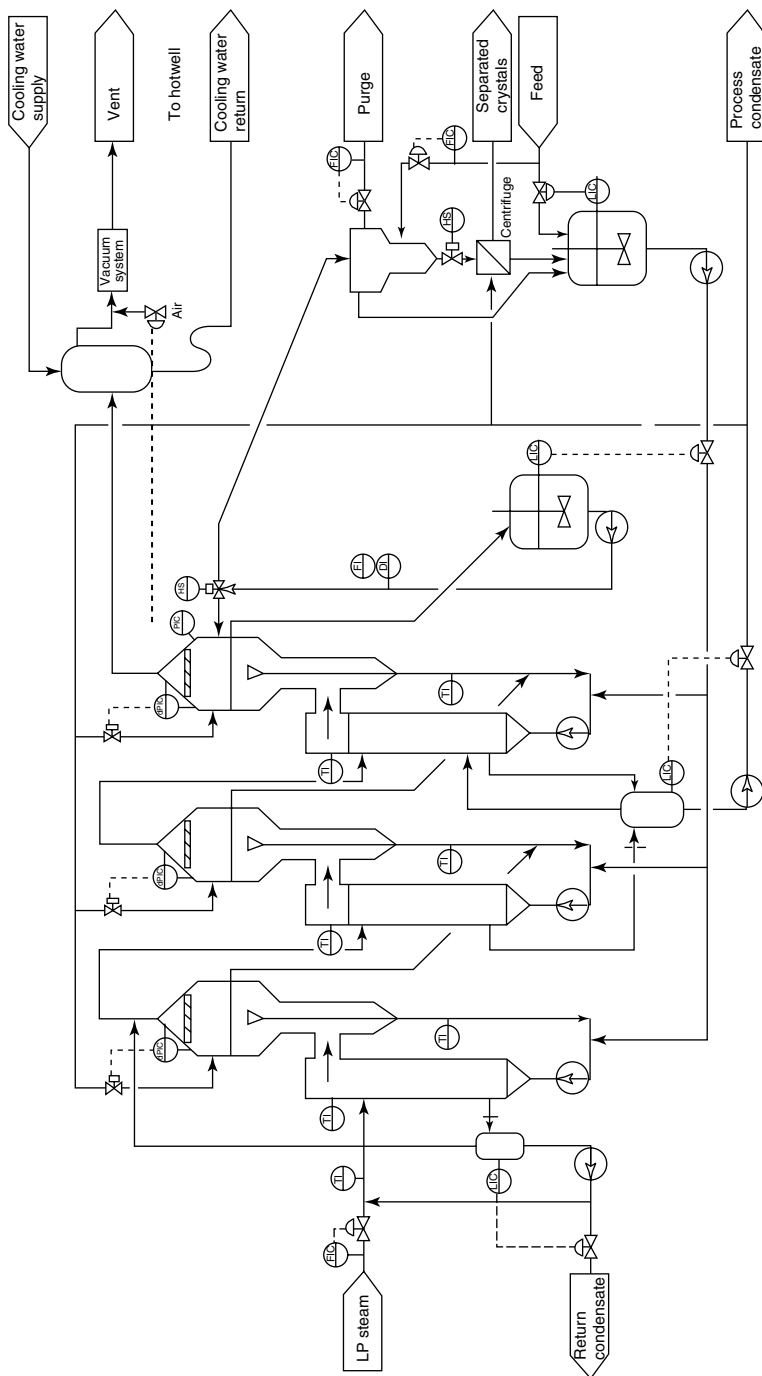 Cooling water
supply
Vent
To hotwell
Cooling water
return
Purge
Separated
crystals
Feed
Process
condensate
Vacuum
system
Air
FIC
FIC
HS
Centrifuge
LIC
LIC
HS
FI
DI
PIC
dPIC
TI
TI
LIC
dPIC
TI
TI
dPIC
TI
TI
TI
LIC
FIC
LP steam
Return
condensate